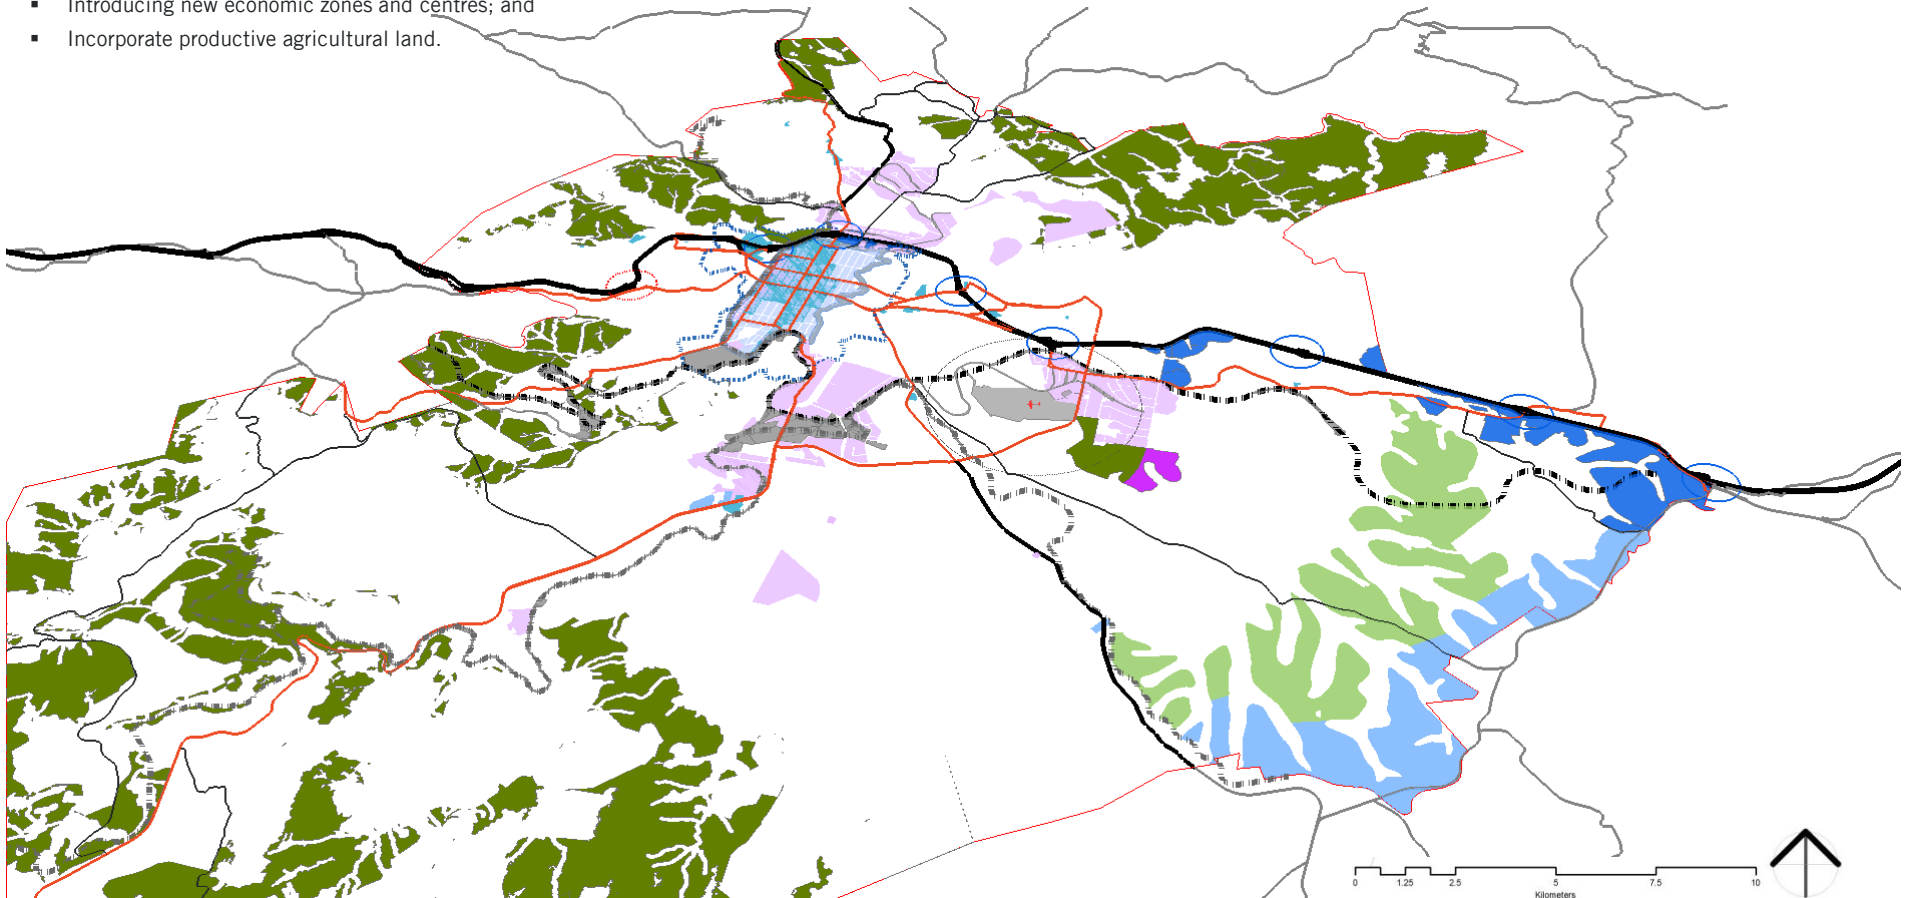 ▪ Introducing new economic zones and centres; and
▪ Incorporate productive agricultural land.
0 1.25 2.5 5 7.5 10
Kilometers